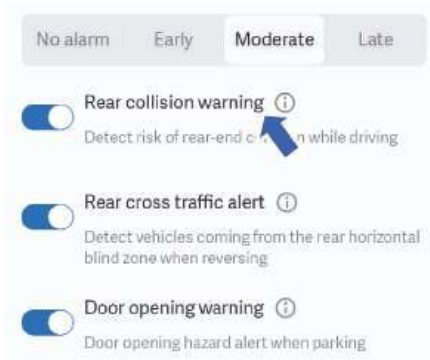 No alarm Early Moderate Late
Rear collision warning
Detect risk of rear-end while driving
Rear cross traffic alert
Detect vehicles coming from the rear horizontal
blind zone when reversing
Door opening warning
Door opening hazard alert when parking